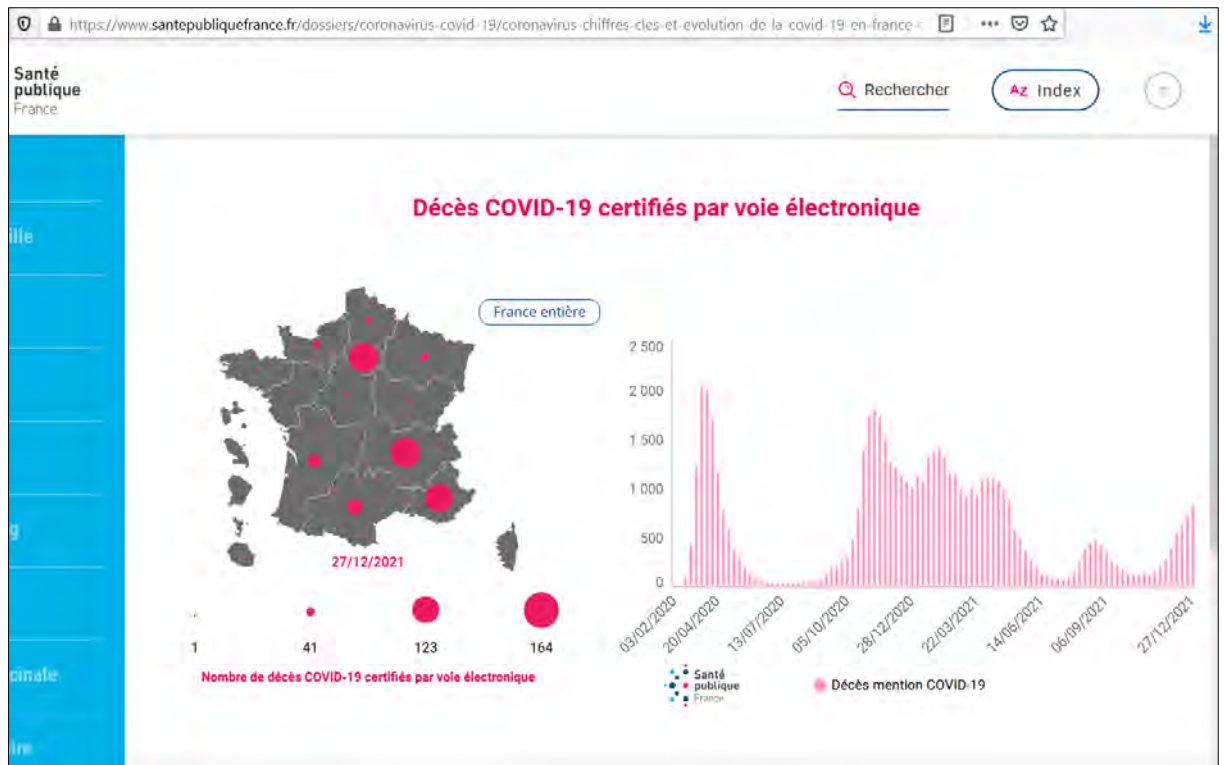 https://www.santepubliquefrance.fr/dossiers/coronavirus-covid-19/coronavirus-chiffres-cles-et-evolution-de-la-covid-19-en-france-
Santé
publique
France
Rechercher
AZ Index
ille
g
cinale
ire
Décès COVID-19 certifiés par voie électronique
France entière
27/12/2021
1 41 123 164
Nombre de décès COVID-19 certifiés par voie électronique
2 500
2 000
1 500
1 000
500
0
03/02/2020 20/04/2020 13/07/2020 05/10/2020 28/12/2020 22/03/2021 14/06/2021 06/09/2021 27/12/2021
Santé
publique
France
Décès mention COVID-19